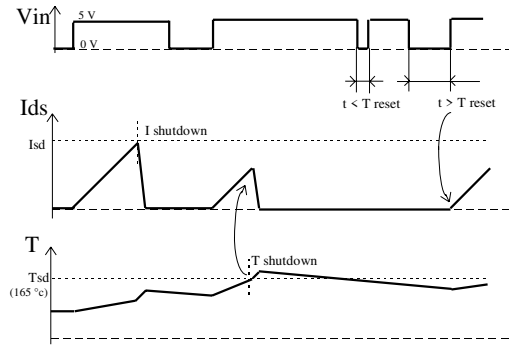 Vin
5 V
0 V
t < T reset
t > T reset
Ids
I shutdown
Isd
T
T shutdown
Tsd
(165 °c)